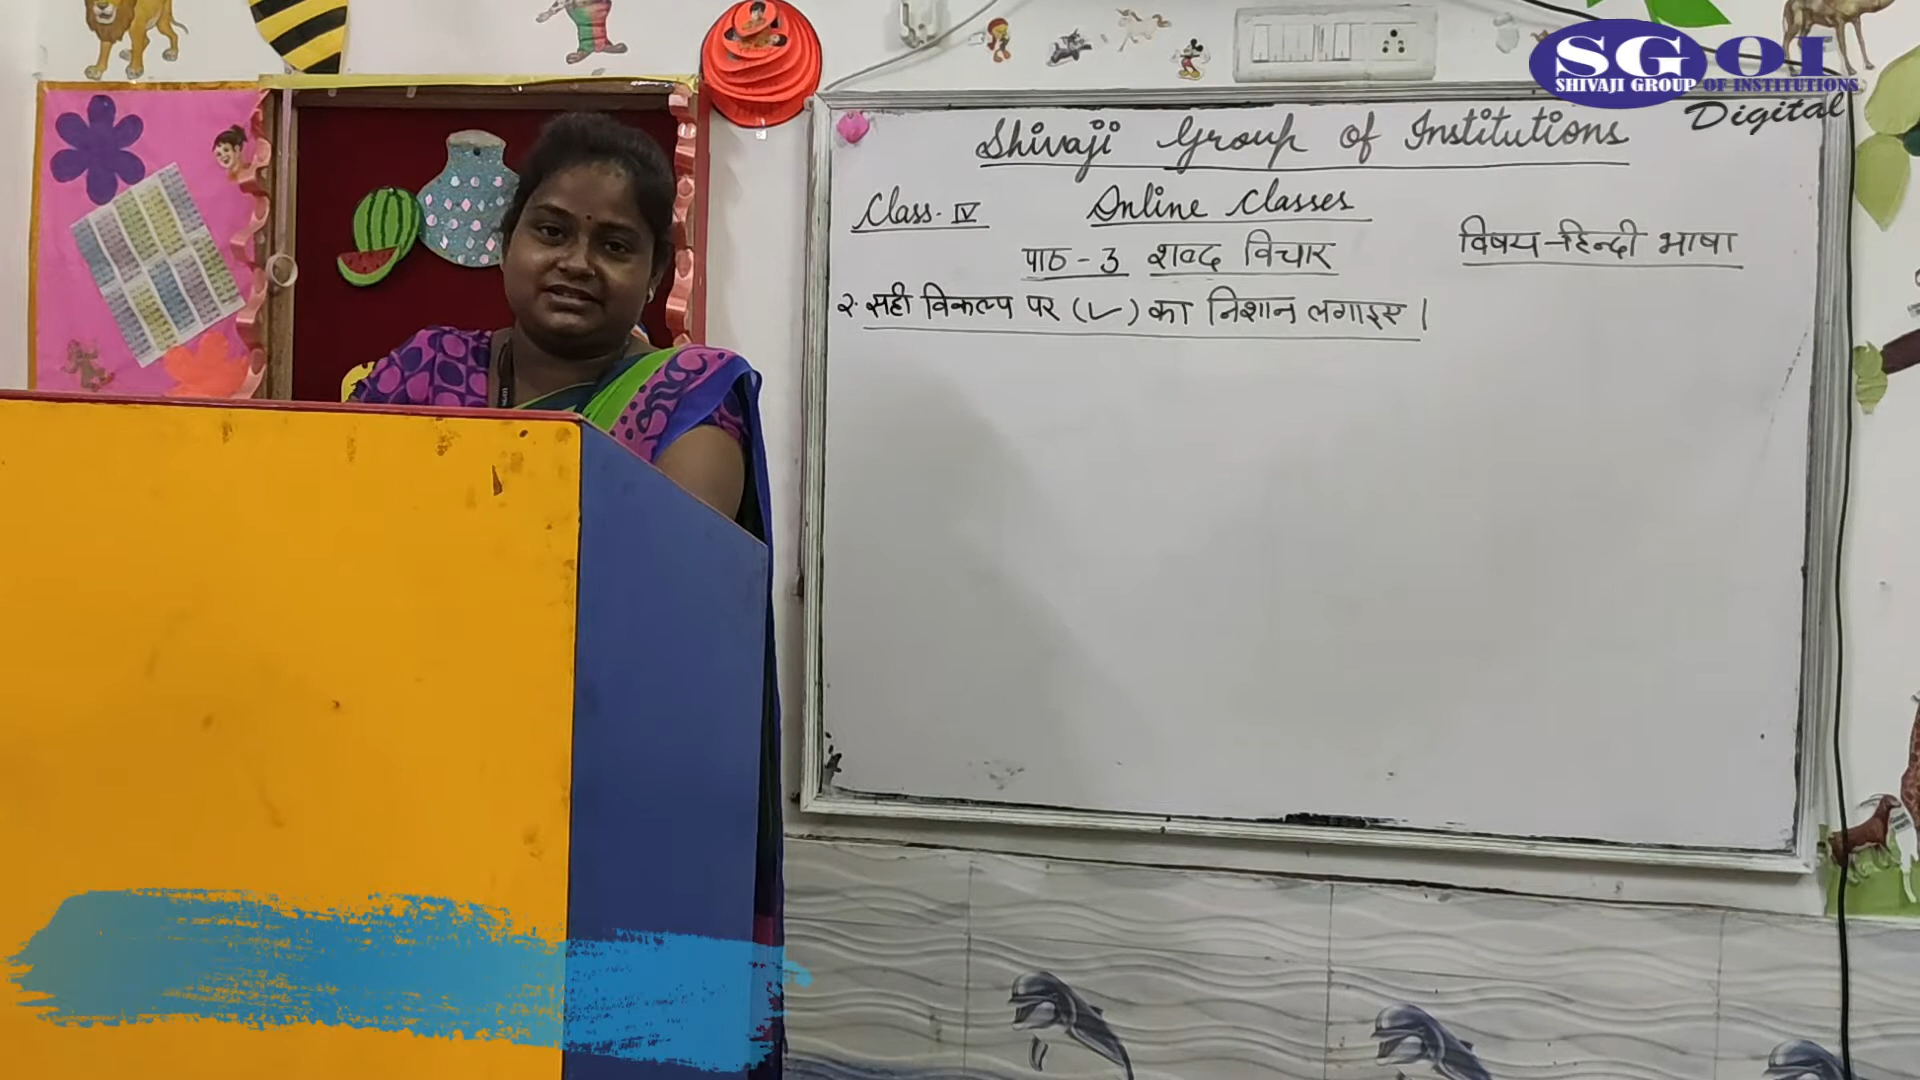 SGOI
SHIVAJI GROUP OF INSTITUTIONS
Digital
Shivaji Group of Institutions
Class. IV
Online Classes
विषय-हिन्दी भाषा
पाठ - 3 शब्द विचार
२. सही विकल्प पर (✓) का निशान लगाइए।